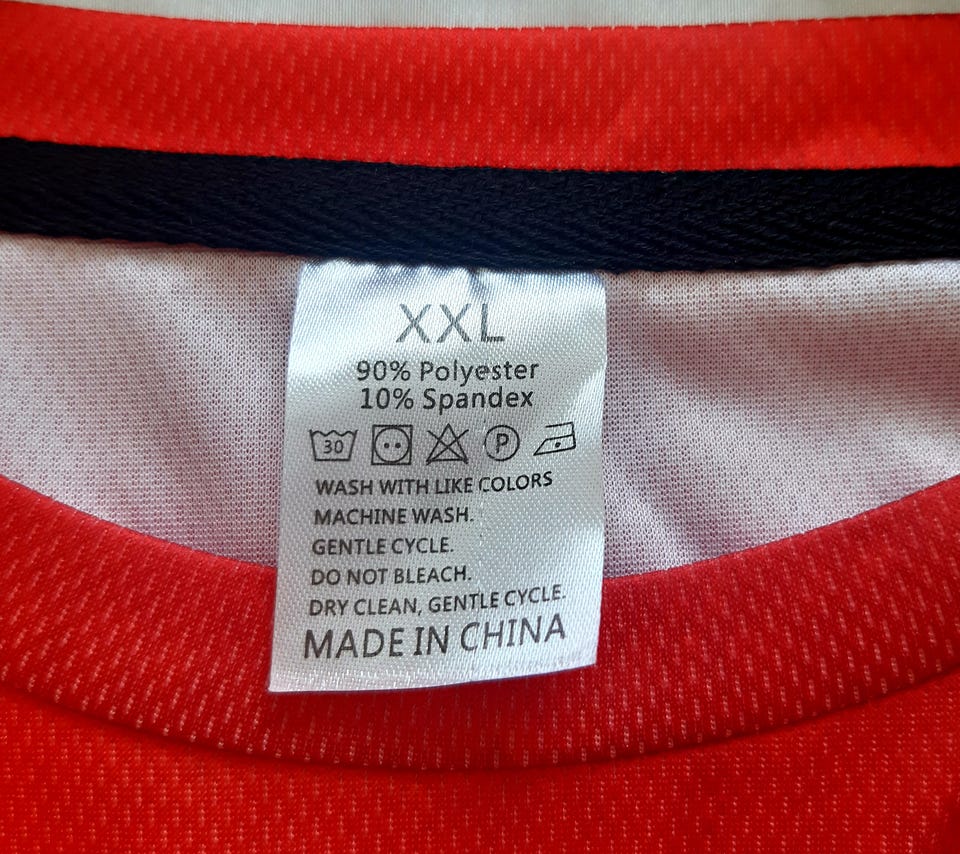 XXL
90% Polyester
10% Spandex
30 P
WASH WITH LIKE COLORS
MACHINE WASH.
GENTLE CYCLE.
DO NOT BLEACH.
DRY CLEAN, GENTLE CYCLE.
MADE IN CHINA